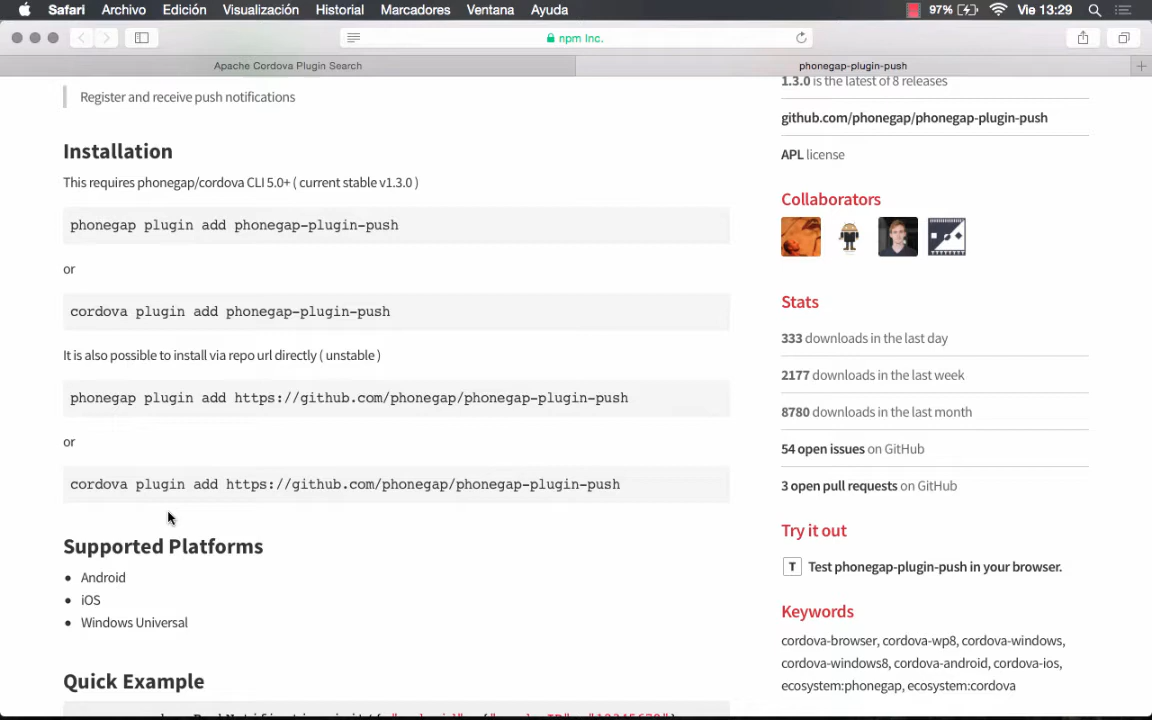 Safari Archivo Edición Visualización Historial Marcadores Ventana Ayuda 97% Vie 13:29
npm Inc.
Apache Cordova Plugin Search
phonegap-plugin-push
Register and receive push notifications
Installation
This requires phonegap/cordova CLI 5.0+ ( current stable v1.3.0 )
phonegap plugin add phonegap-plugin-push
or
cordova plugin add phonegap-plugin-push
It is also possible to install via repo url directly ( unstable )
phonegap plugin add https://github.com/phonegap/phonegap-plugin-push
or
cordova plugin add https://github.com/phonegap/phonegap-plugin-push
Supported Platforms
Android
iOS
Windows Universal
Quick Example
1.3.0 is the latest of 8 releases
github.com/phonegap/phonegap-plugin-push
APL license
Collaborators
Stats
333 downloads in the last day
2177 downloads in the last week
8780 downloads in the last month
54 open issues on GitHub
3 open pull requests on GitHub
Try it out
T Test phonegap-plugin-push in your browser.
Keywords
cordova-browser, cordova-wp8, cordova-windows,
cordova-windows8, cordova-android, cordova-ios,
ecosystem:phonegap, ecosystem:cordova